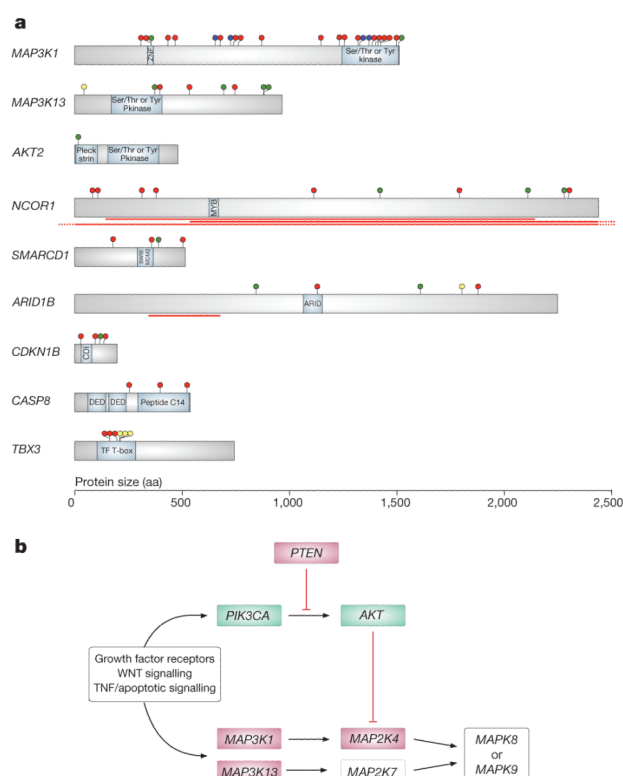 a
MAP3K1
ZNF
Ser/Thr or Tyr
kinase
MAP3K13
Ser/Thr or Tyr
Pkinase
AKT2
Pleck
strin
Ser/Thr or Tyr
Pkinase
NCOR1
MYB
SMARCD1
SWIB
MDM2
ARID1B
ARID
CDKN1B
CDI
CASP8
DED
DED
Peptide C14
TBX3
TF T-box
Protein size (aa)
0 500 1,000 1,500 2,000 2,500
b
PTEN
PIK3CA
AKT
Growth factor receptors
WNT signalling
TNF/apoptotic signalling
MAP3K1
MAP2K4
MAPK8
or
MAPK9
MAP3K13
MAP2K7